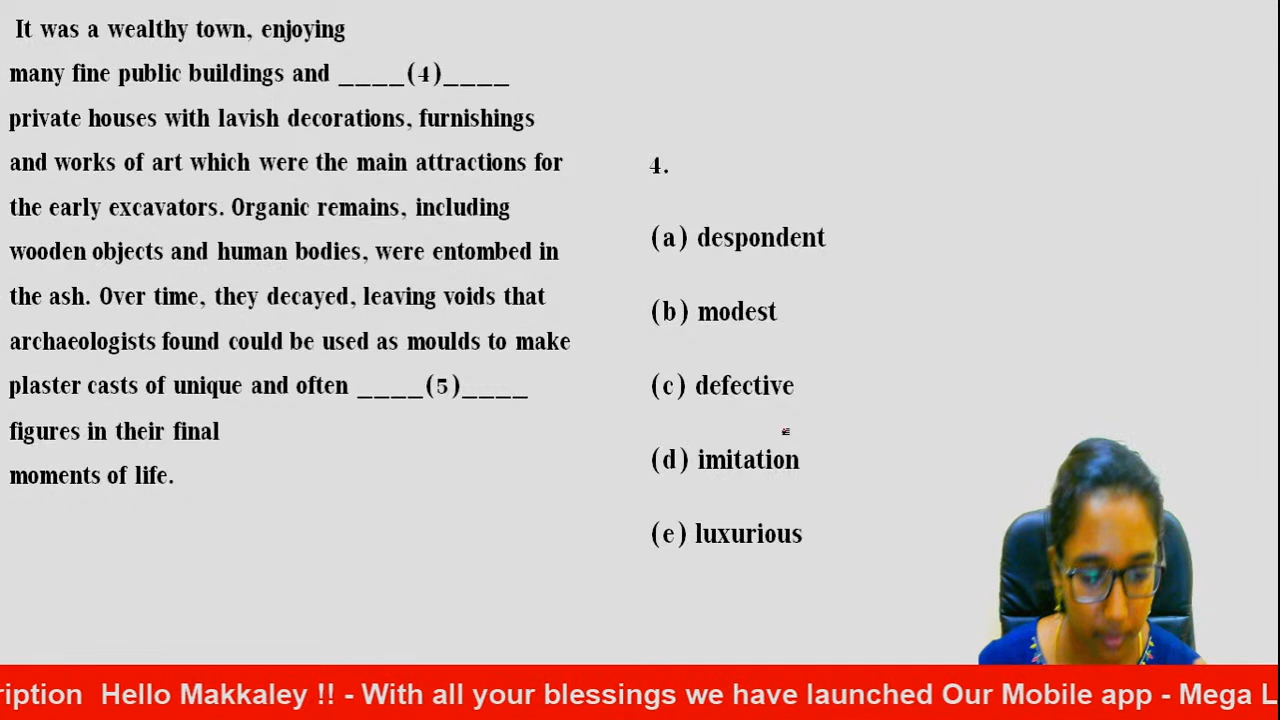 It was a wealthy town, enjoying
many fine public buildings and ____(4)____
private houses with lavish decorations, furnishings
and works of art which were the main attractions for
the early excavators. Organic remains, including
wooden objects and human bodies, were entombed in
the ash. Over time, they decayed, leaving voids that
archaeologists found could be used as moulds to make
plaster casts of unique and often ____(5)____
figures in their final
moments of life.
4.
(a) despondent
(b) modest
(c) defective
(d) imitation
(e) luxurious
ription Hello Makkaley !! - With all your blessings we have launched Our Mobile app - Mega L